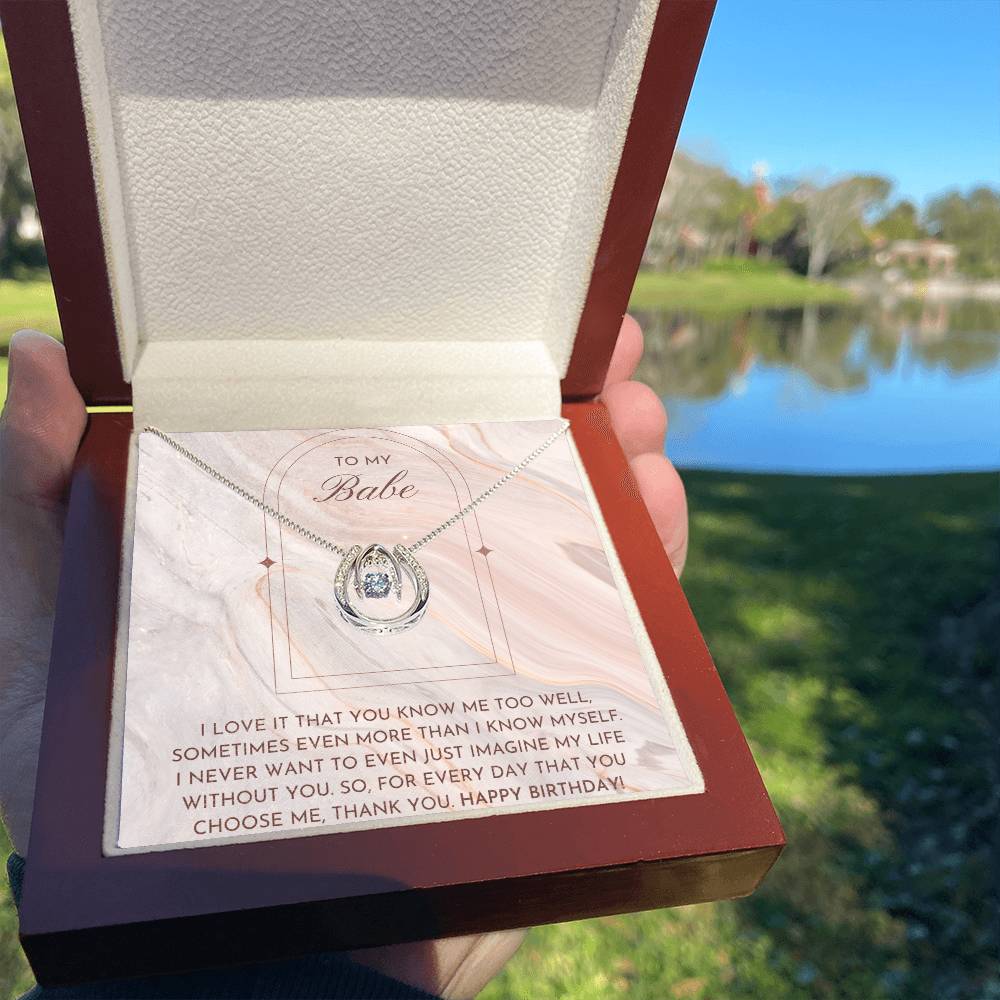 TO MY
Babe
I LOVE IT THAT YOU KNOW ME TOO WELL,
SOMETIMES EVEN MORE THAN I KNOW MYSELF.
I NEVER WANT TO EVEN JUST IMAGINE MY LIFE
WITHOUT YOU. SO, FOR EVERY DAY THAT YOU
CHOOSE ME, THANK YOU. HAPPY BIRTHDAY!